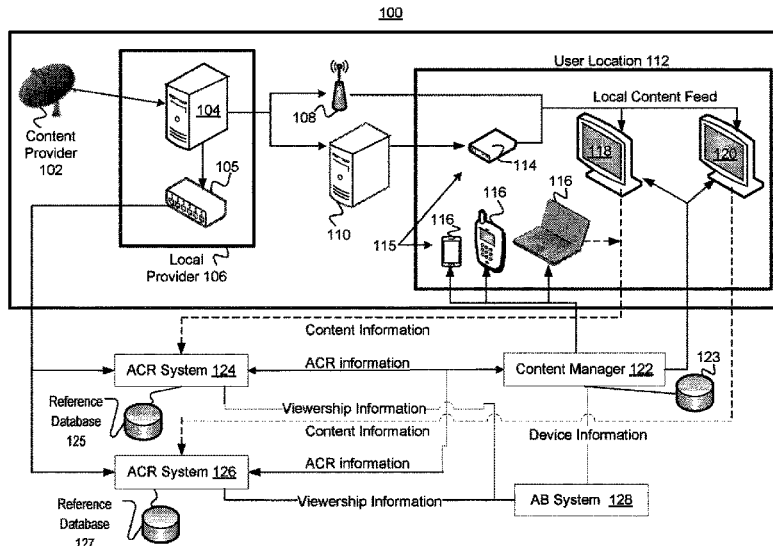 100
User Location 112
Content
Provider
102
104
105
Local
Provider 106
108
110
Local Content Feed
114
118
120
115
116
116
116
Content Information
ACR System 124
ACR information
Content Manager 122
123
Reference
Database
125
Viewership Information
Content Information
Device Information
ACR System 126
ACR information
Reference
Database
127
Viewership Information
AB System 128